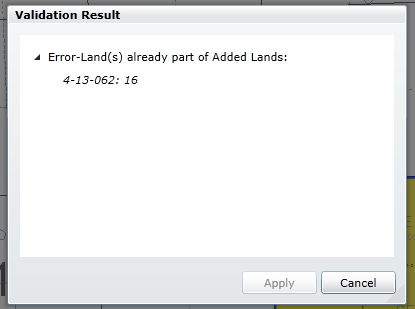 Validation Result
Error-Land(s) already part of Added Lands:
4-13-062: 16
Apply
Cancel